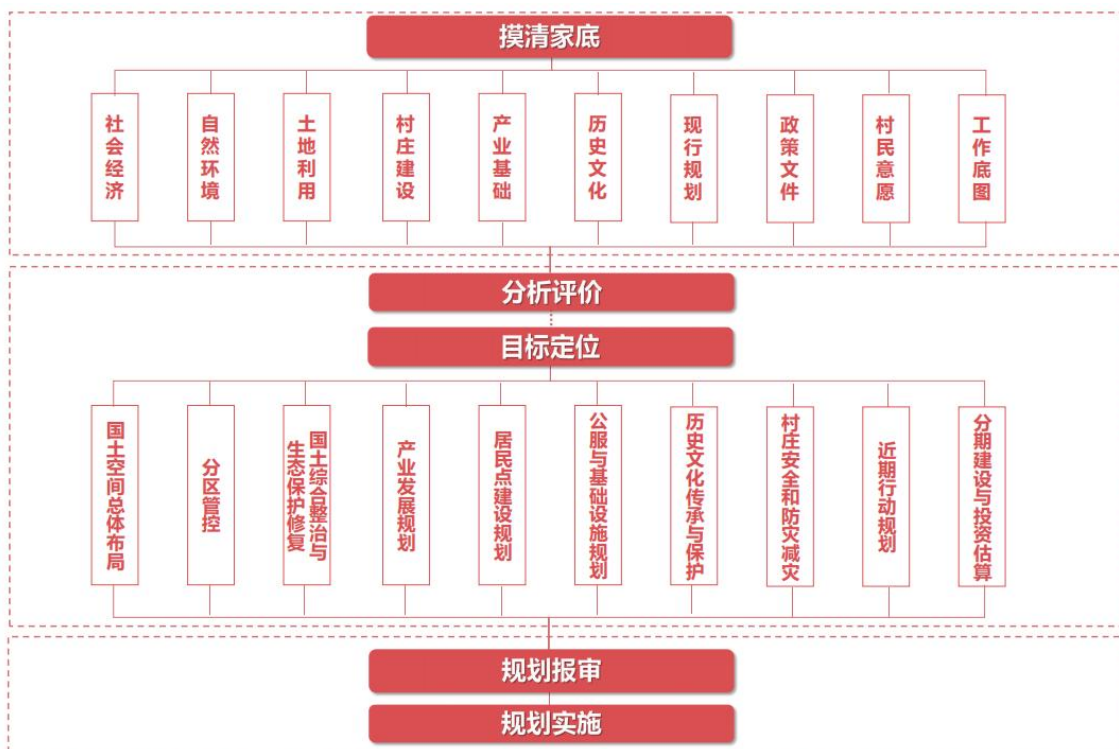 摸清家底
社会经济
自然环境
土地利用
村庄建设
产业基础
历史文化
现行规划
政策文件
村民意愿
工作底图
分析评价
目标定位
国土空间总体布局
分区管控
国土综合整治与
生态保护修复
产业发展规划
居民点建设规划
公服与基础设施规划
历史文化传承与保护
村庄安全和防灾减灾
近期行动规划
分期建设与投资估算
规划报审
规划实施